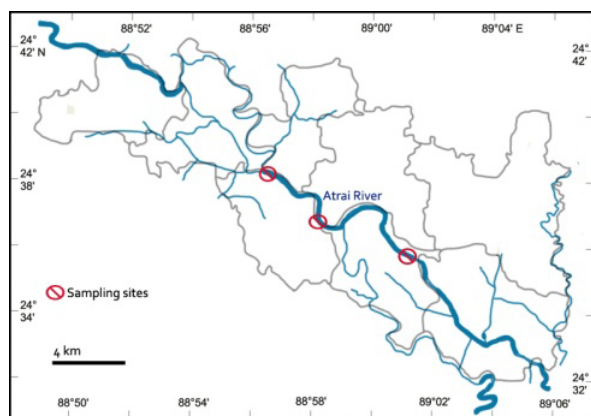 88°52' 88°56' 89°00' 89°04' E
24°
42' N
24°
42'
24°
38'
Atrai River
24°
34'
Sampling sites
4 km
24°
32'
88°50' 88°54' 88°58' 89°02' 89°06'